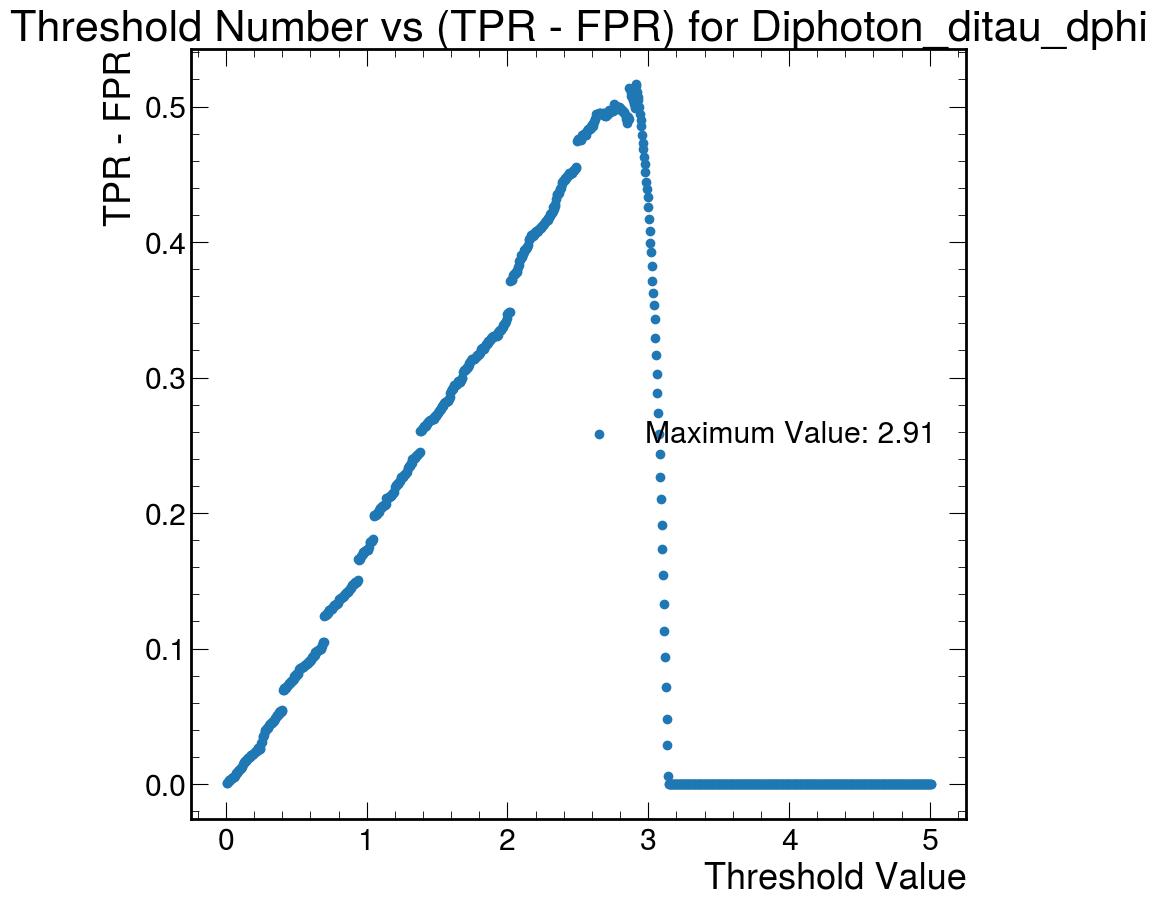 Threshold Number vs (TPR - FPR) for Diphoton_ditau_dphi
TPR - FPR
0.5
0.4
0.3
0.2
0.1
0.0
Maximum Value: 2.91
0 1 2 3 4 5
Threshold Value